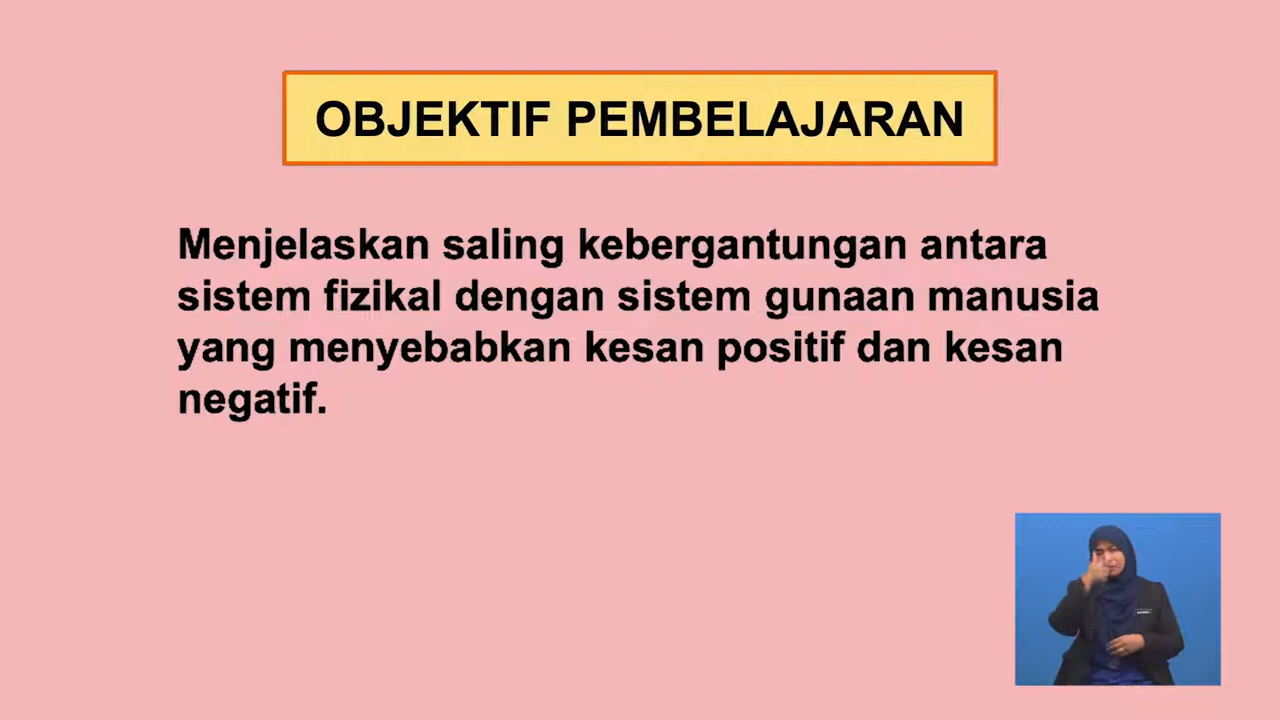 OBJEKTIF PEMBELAJARAN
Menjelaskan saling kebergantungan antara
sistem fizikal dengan sistem gunaan manusia
yang menyebabkan kesan positif dan kesan
negatif.